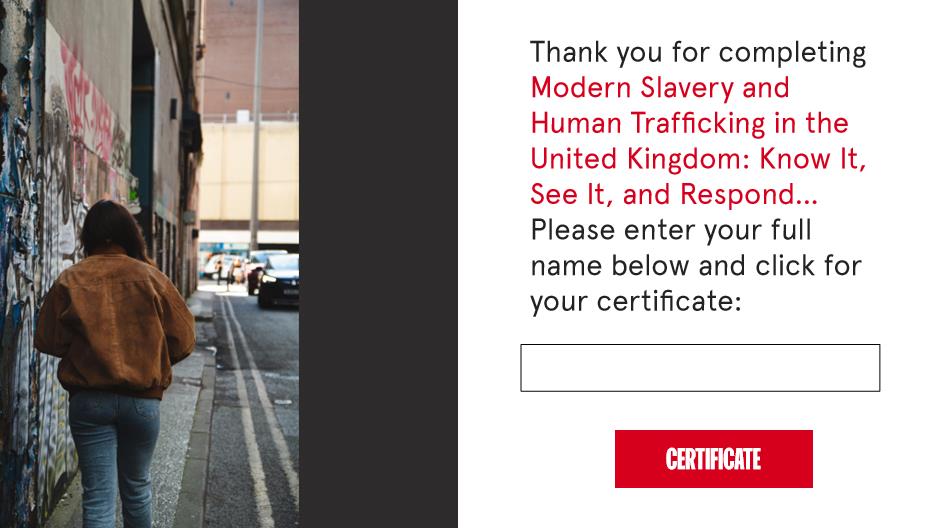 Thank you for completing
Modern Slavery and
Human Trafficking in the
United Kingdom: Know It,
See It, and Respond...
Please enter your full
name below and click for
your certificate:
CERTIFICATE